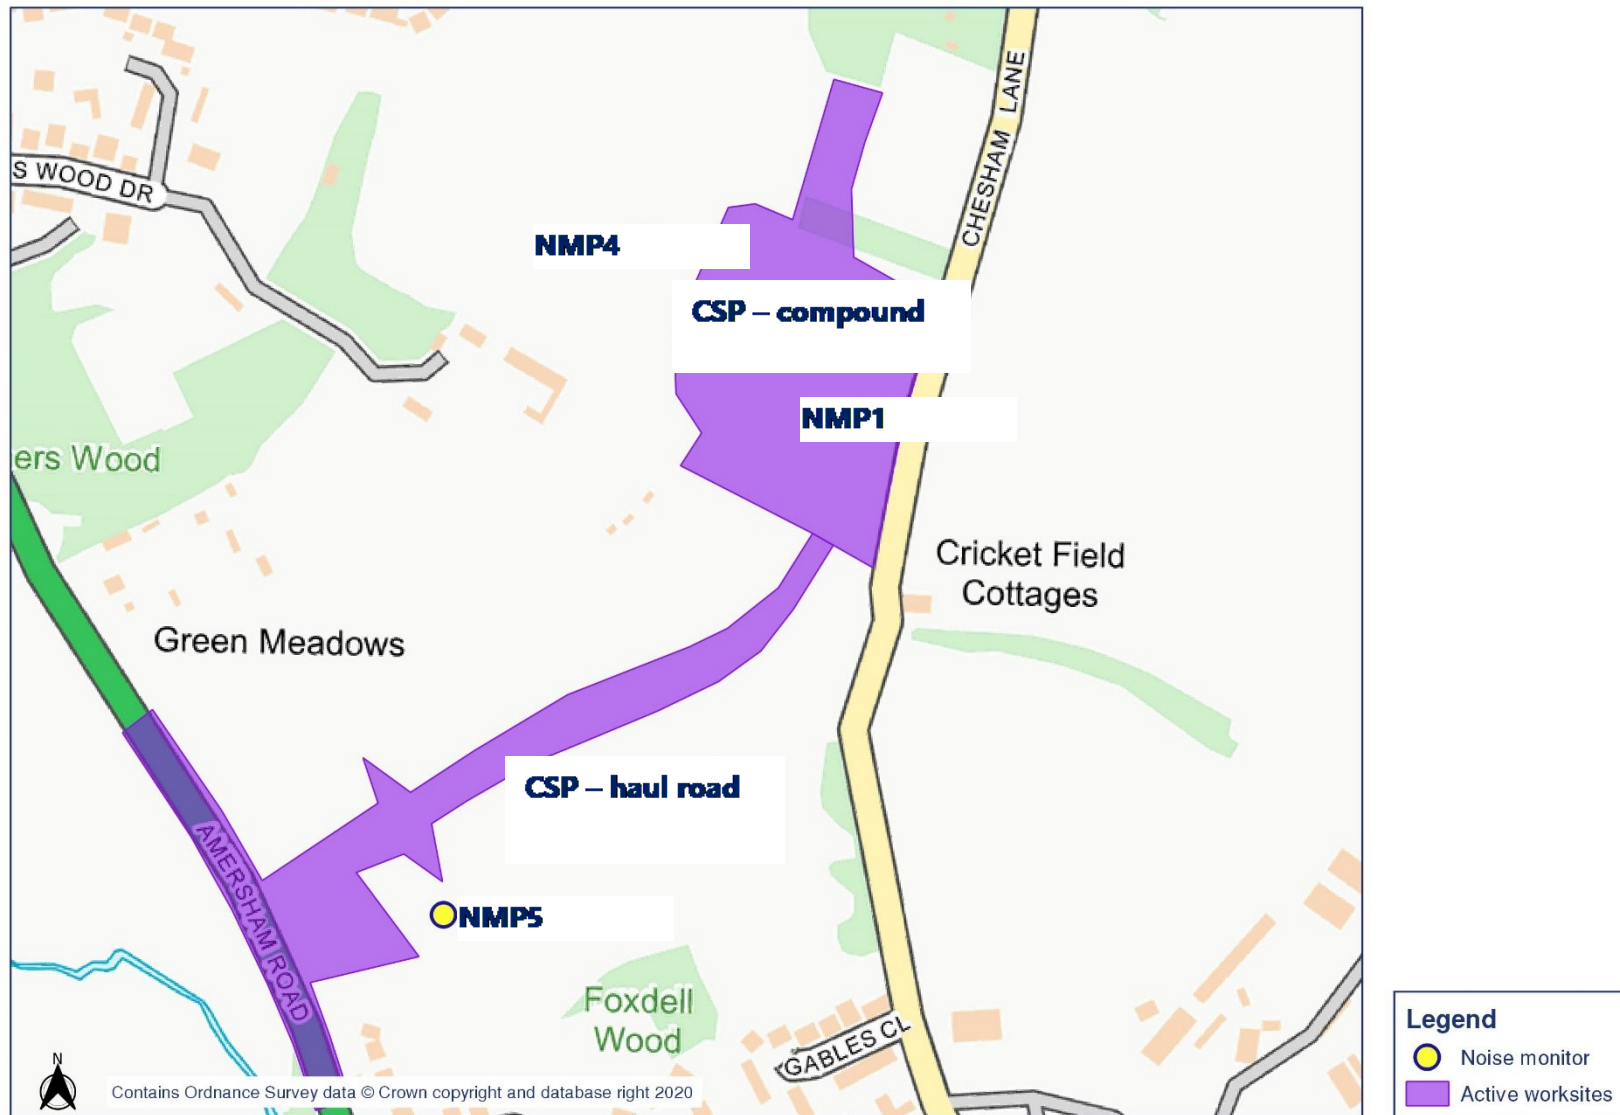 CHESHAM LANE
S WOOD DR
NMP4
CSP – compound
NMP1
ers Wood
Cricket Field
Cottages
Green Meadows
CSP – haul road
AMERSHAM ROAD
NMP5
Foxdell
Wood
GABLES CL
N
Contains Ordnance Survey data © Crown copyright and database right 2020
Legend
Noise monitor
Active worksites